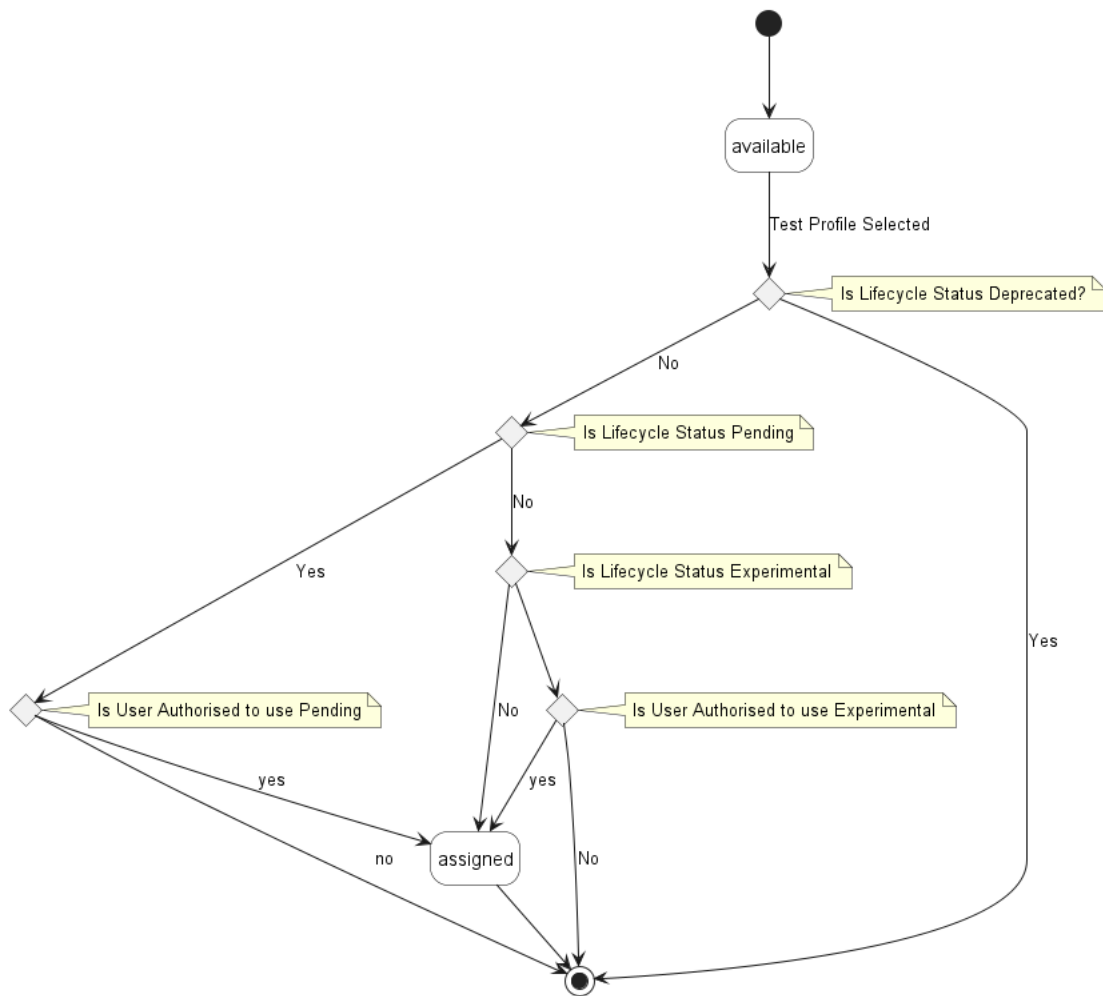 available
Test Profile Selected
Is Lifecycle Status Deprecated?
No
Is Lifecycle Status Pending
No
Is Lifecycle Status Experimental
Yes
Yes
Is User Authorised to use Pending
No
Is User Authorised to use Experimental
yes
yes
assigned
no
No